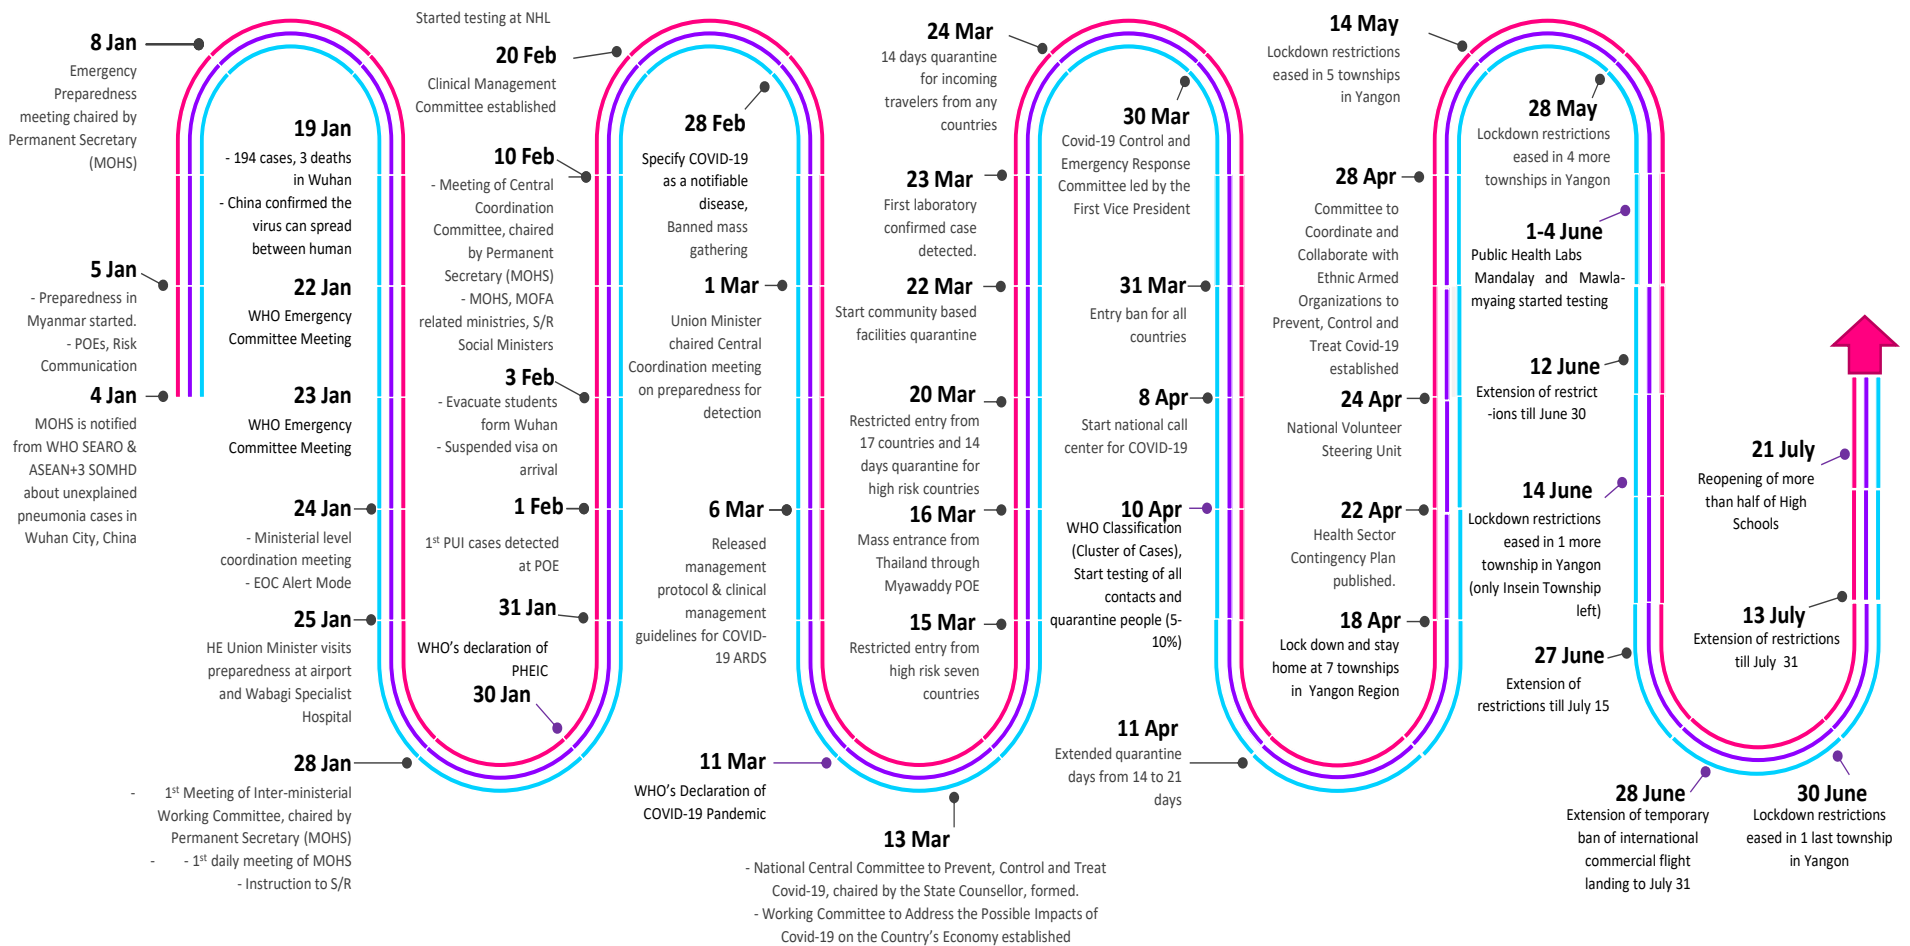 8 Jan
Emergency
Preparedness
meeting chaired by
Permanent Secretary
(MOHS)
5 Jan
- Preparedness in
Myanmar started.
- POEs, Risk
Communication
4 Jan
MOHS is notified
from WHO SEARO &
ASEAN+3 SOMHD
about unexplained
pneumonia cases in
Wuhan City, China
19 Jan
- 194 cases, 3 deaths
in Wuhan
- China confirmed the
virus can spread
between human
22 Jan
WHO Emergency
Committee Meeting
23 Jan
WHO Emergency
Committee Meeting
24 Jan
- Ministerial level
coordination meeting
- EOC Alert Mode
25 Jan
HE Union Minister visits
preparedness at airport
and Wabagi Specialist
Hospital
28 Jan
- 1st Meeting of Inter-ministerial
Working Committee, chaired by
Permanent Secretary (MOHS)
- - 1st daily meeting of MOHS
- Instruction to S/R
Started testing at NHL
20 Feb
Clinical Management
Committee established
10 Feb
- Meeting of Central
Coordination
Committee, chaired
by Permanent
Secretary (MOHS)
- MOHS, MOFA
related ministries, S/R
Social Ministers
3 Feb
- Evacuate students
form Wuhan
- Suspended visa on
arrival
1 Feb
1st PUI cases detected
at POE
31 Jan
WHO's declaration of
PHEIC
30 Jan
28 Feb
Specify COVID-19
as a notifiable
disease,
Banned mass
gathering
1 Mar
Union Minister
chaired Central
Coordination meeting
on preparedness for
detection
6 Mar
Released
management
protocol & clinical
management
guidelines for COVID-
19 ARDS
11 Mar
WHO's Declaration of
COVID-19 Pandemic
13 Mar
- National Central Committee to Prevent, Control and Treat
Covid-19, chaired by the State Counsellor, formed.
- Working Committee to Address the Possible Impacts of
Covid-19 on the Country's Economy established
24 Mar
14 days quarantine
for incoming
travelers from any
countries
23 Mar
First laboratory
confirmed case
detected.
22 Mar
Start community based
facilities quarantine
20 Mar
Restricted entry from
17 countries and 14
days quarantine for
high risk countries
16 Mar
Mass entrance from
Thailand through
Myawaddy POE
15 Mar
Restricted entry from
high risk seven
countries
30 Mar
Covid-19 Control and
Emergency Response
Committee led by the
First Vice President
31 Mar
Entry ban for all
countries
8 Apr
Start national call
center for COVID-19
10 Apr
WHO Classification
(Cluster of Cases),
Start testing of all
contacts and
quarantine people (5-
10%)
11 Apr
Extended quarantine
days from 14 to 21
days
14 May
Lockdown restrictions
eased in 5 townships
in Yangon
28 Apr
Committee to
Coordinate and
Collaborate with
Ethnic Armed
Organizations to
Prevent, Control and
Treat Covid-19
established
24 Apr
National Volunteer
Steering Unit
22 Apr
Health Sector
Contingency Plan
published.
18 Apr
Lock down and stay
home at 7 townships
in Yangon Region
28 May
Lockdown restrictions
eased in 4 more
townships in Yangon
1-4 June
Public Health Labs
Mandalay and Mawla-
myaing started testing
12 June
Extension of restrict
-ions till June 30
14 June
Lockdown restrictions
eased in 1 more
township in Yangon
(only Insein Township
left)
27 June
Extension of
restrictions till July 15
28 June
Extension of temporary
ban of international
commercial flight
landing to July 31
30 June
Lockdown restrictions
eased in 1 last township
in Yangon
21 July
Reopening of more
than half of High
Schools
13 July
Extension of restrictions
till July 31